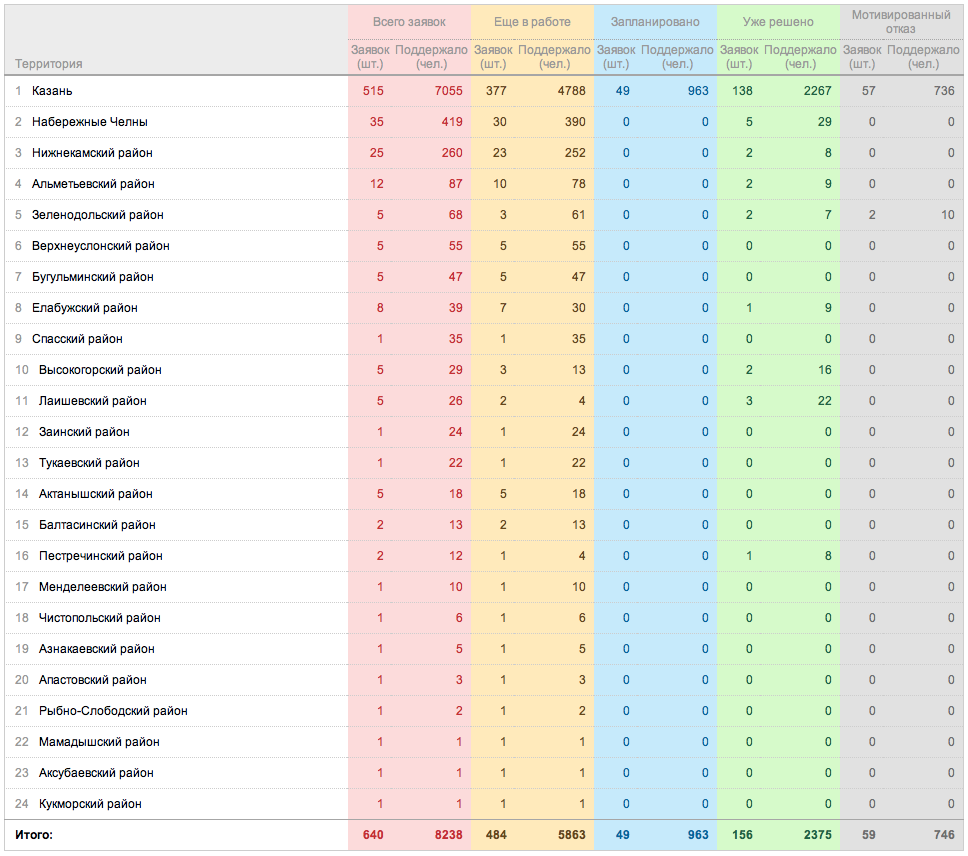 Всего заявок Еще в работе Запланировано Уже решено Мотивированный отказ
Территория Заявок (шт.) Поддержало (чел.) Заявок (шт.) Поддержало (чел.) Заявок (шт.) Поддержало (чел.) Заявок (шт.) Поддержало (чел.) Заявок (шт.) Поддержало (чел.)
1 Казань 515 7055 377 4788 49 963 138 2267 57 736
2 Набережные Челны 35 419 30 390 0 0 5 29 0 0
3 Нижнекамский район 25 260 23 252 0 0 2 8 0 0
4 Альметьевский район 12 87 10 78 0 0 2 9 0 0
5 Зеленодольский район 5 68 3 61 0 0 2 7 2 10
6 Верхнеуслонский район 5 55 5 55 0 0 0 0 0 0
7 Бугульминский район 5 47 5 47 0 0 0 0 0 0
8 Елабужский район 8 39 7 30 0 0 1 9 0 0
9 Спасский район 1 35 1 35 0 0 0 0 0 0
10 Высокогорский район 5 29 3 13 0 0 2 16 0 0
11 Лаишевский район 5 26 2 4 0 0 3 22 0 0
12 Заинский район 1 24 1 24 0 0 0 0 0 0
13 Тукаевский район 1 22 1 22 0 0 0 0 0 0
14 Актанышский район 5 18 5 18 0 0 0 0 0 0
15 Балтасинский район 2 13 2 13 0 0 0 0 0 0
16 Пестречинский район 2 12 1 4 0 0 1 8 0 0
17 Менделеевский район 1 10 1 10 0 0 0 0 0 0
18 Чистопольский район 1 6 1 6 0 0 0 0 0 0
19 Азнакаевский район 1 5 1 5 0 0 0 0 0 0
20 Апастовский район 1 3 1 3 0 0 0 0 0 0
21 Рыбно-Слободский район 1 2 1 2 0 0 0 0 0 0
22 Мамадышский район 1 1 1 1 0 0 0 0 0 0
23 Аксубаевский район 1 1 1 1 0 0 0 0 0 0
24 Кукморский район 1 1 1 1 0 0 0 0 0 0
Итого: 640 8238 484 5863 49 963 156 2375 59 746